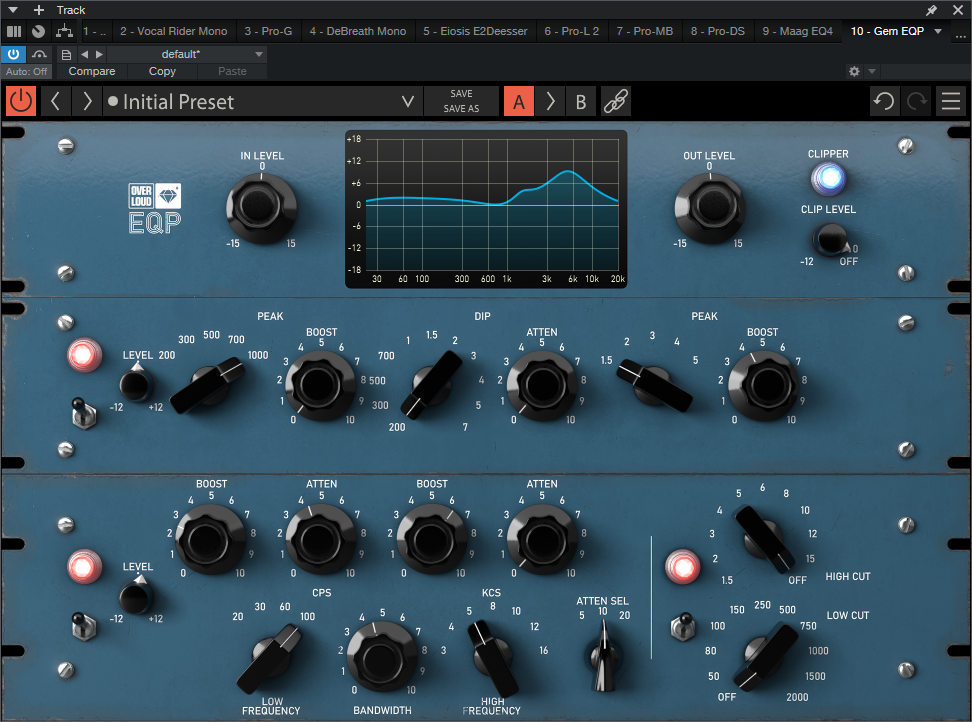 Track
1 - ..
2 - Vocal Rider Mono
3 - Pro-G
4 - DeBreath Mono
5 - Eiosis E2Deesser
6 - Pro-L 2
7 - Pro-MB
8 - Pro-DS
9 - Maag EQ4
10 - Gem EQP
...
default*
Auto: Off
Compare
Copy
Paste
Initial Preset
SAVE
SAVE AS
A
B
OVER
LOUD
EQP
IN LEVEL
0
-15
15
+18
+12
+6
0
-6
-12
-18
30 60 100 300 600 1k 3k 6k 10k 20k
OUT LEVEL
0
-15
15
CLIPPER
CLIP LEVEL
-12
0
OFF
PEAK
DIP
PEAK
LEVEL
-12
+12
200 300 500 700 1000
BOOST
0 1 2 3 4 5 6 7 8 9 10
200 300 500 700 1 1.5 2 3 4 5 7
ATTEN
0 1 2 3 4 5 6 7 8 9 10
1.5 2 3 4 5
BOOST
0 1 2 3 4 5 6 7 8 9 10
BOOST
0 1 2 3 4 5 6 7 8 9 10
ATTEN
0 1 2 3 4 5 6 7 8 9 10
BOOST
0 1 2 3 4 5 6 7 8 9 10
ATTEN
0 1 2 3 4 5 6 7 8 9 10
LEVEL
-12
+12
CPS
20 30 60 100
LOW
FREQUENCY
0 1 2 3 4 5 6 7 8 9 10
BANDWIDTH
KCS
3 4 5 8 10 12 16
HIGH
FREQUENCY
ATTEN SEL
5 10 20
1.5 2 3 4 5 6 8 10 12 15 OFF
HIGH CUT
LOW CUT
OFF 50 80 100 150 250 500 750 1000 1500 2000